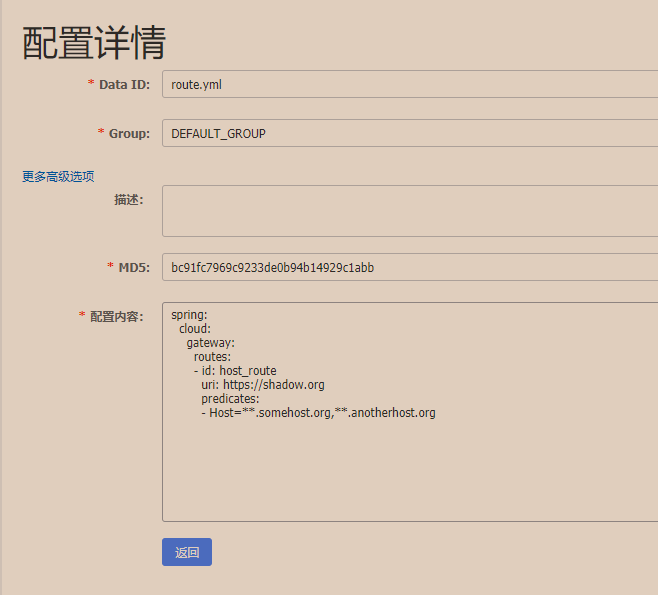 配置详情
* Data ID: route.yml
* Group: DEFAULT_GROUP
更多高级选项
描述:
* MD5: bc91fc7969c9233de0b94b14929c1abb
* 配置内容: spring:
cloud:
gateway:
routes:
- id: host_route
uri: https://shadow.org
predicates:
- Host=**.somehost.org,**.anotherhost.org
返回